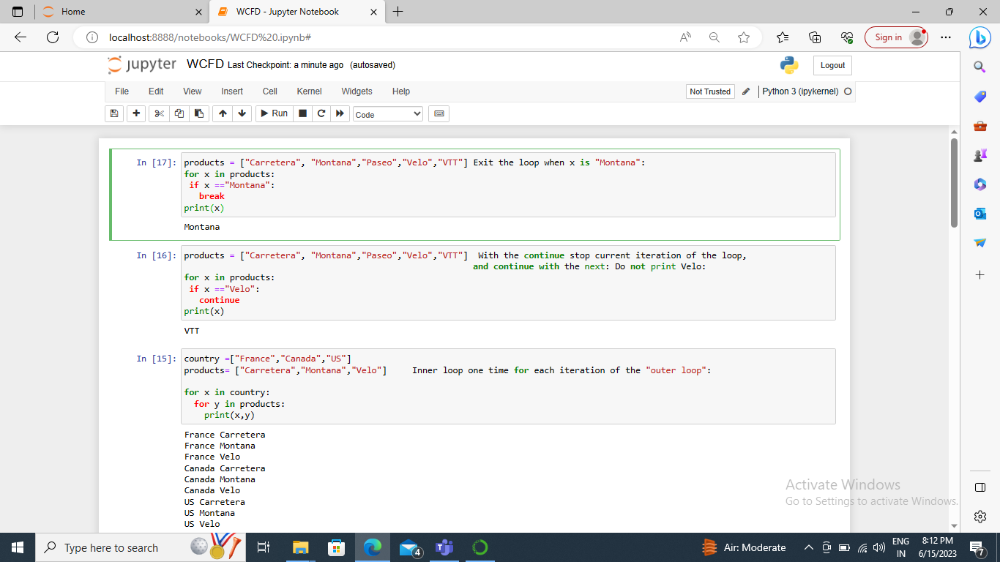 Home
WCFD - Jupyter Notebook
localhost:8888/notebooks/WCFD%20.ipynb#
Sign in
jupyter WCFD Last Checkpoint: a minute ago (autosaved)
Logout
File Edit View Insert Cell Kernel Widgets Help
Not Trusted Python 3 (ipykernel)
Run Code
In [17]: products = ["Carretera", "Montana","Paseo","Velo","VTT"] Exit the loop when x is "Montana":
for x in products:
if x =="Montana":
break
print(x)
Montana
In [16]: products = ["Carretera", "Montana","Paseo","Velo","VTT"] With the continue stop current iteration of the loop,
and continue with the next: Do not print Velo:
for x in products:
if x =="Velo":
continue
print(x)
VTT
In [15]: country =["France","Canada","US"]
products= ["Carretera","Montana","Velo"] Inner loop one time for each iteration of the "outer loop":
for x in country:
for y in products:
print(x,y)
France Carretera
France Montana
France Velo
Canada Carretera
Canada Montana
Canada Velo
US Carretera
US Montana
US Velo
Activate Windows
Go to Settings to activate Windows.
Type here to search
4
Air: Moderate
ENG
IN
8:12 PM
6/15/2023
7